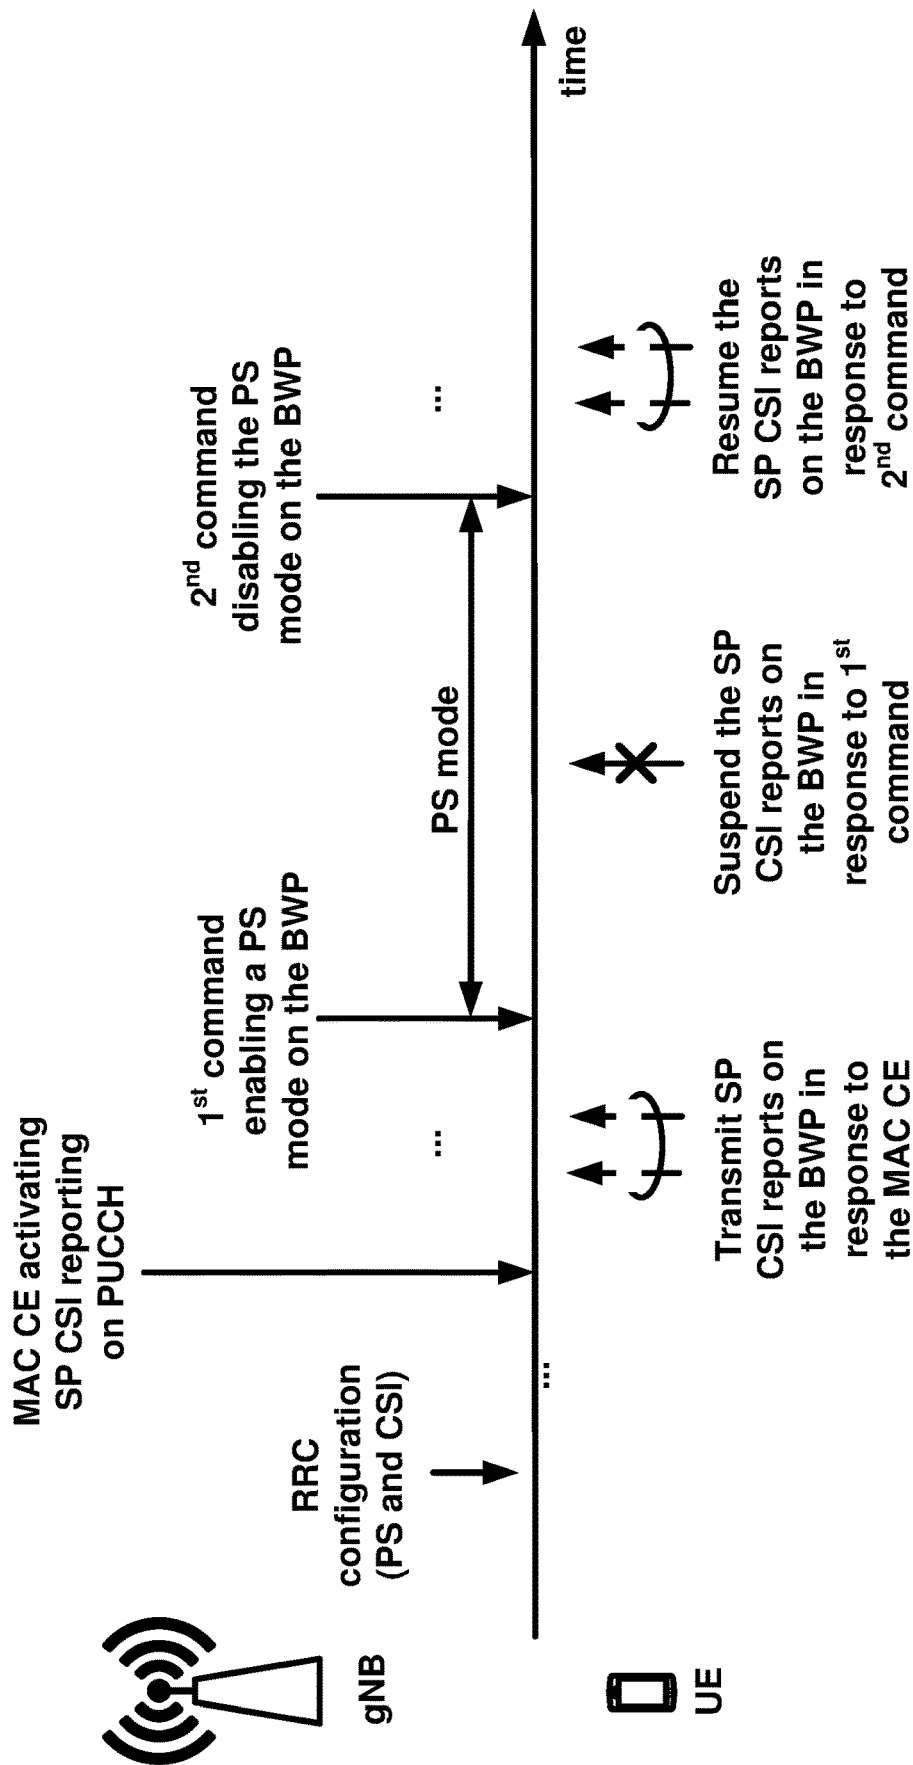 MAC CE activating
SP CSI reporting
on PUCCH
RRC
configuration
(PS and CSI)
1st command
enabling a PS
mode on the BWP
2nd command
disabling the PS
mode on the BWP
PS mode
...
...
...
time
gNB
UE
Transmit SP
CSI reports on
the BWP in
response to
the MAC CE
Suspend the SP
CSI reports on
the BWP in
response to 1st
command
Resume the
SP CSI reports
on the BWP in
response to
2nd command